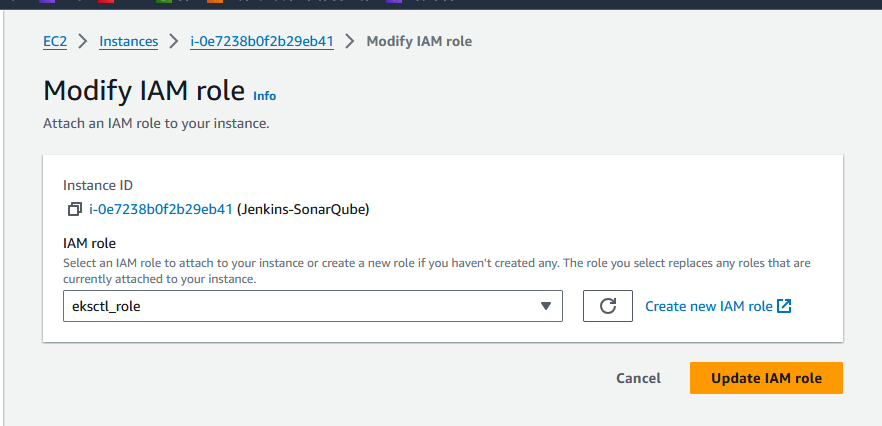 EC2 > Instances > i-0e7238b0f2b29eb41 > Modify IAM role
Modify IAM role Info
Attach an IAM role to your instance.
Instance ID
i-0e7238b0f2b29eb41 (Jenkins-SonarQube)
IAM role
Select an IAM role to attach to your instance or create a new role if you haven't created any. The role you select replaces any roles that are
currently attached to your instance.
eksctl_role
Create new IAM role
Cancel Update IAM role